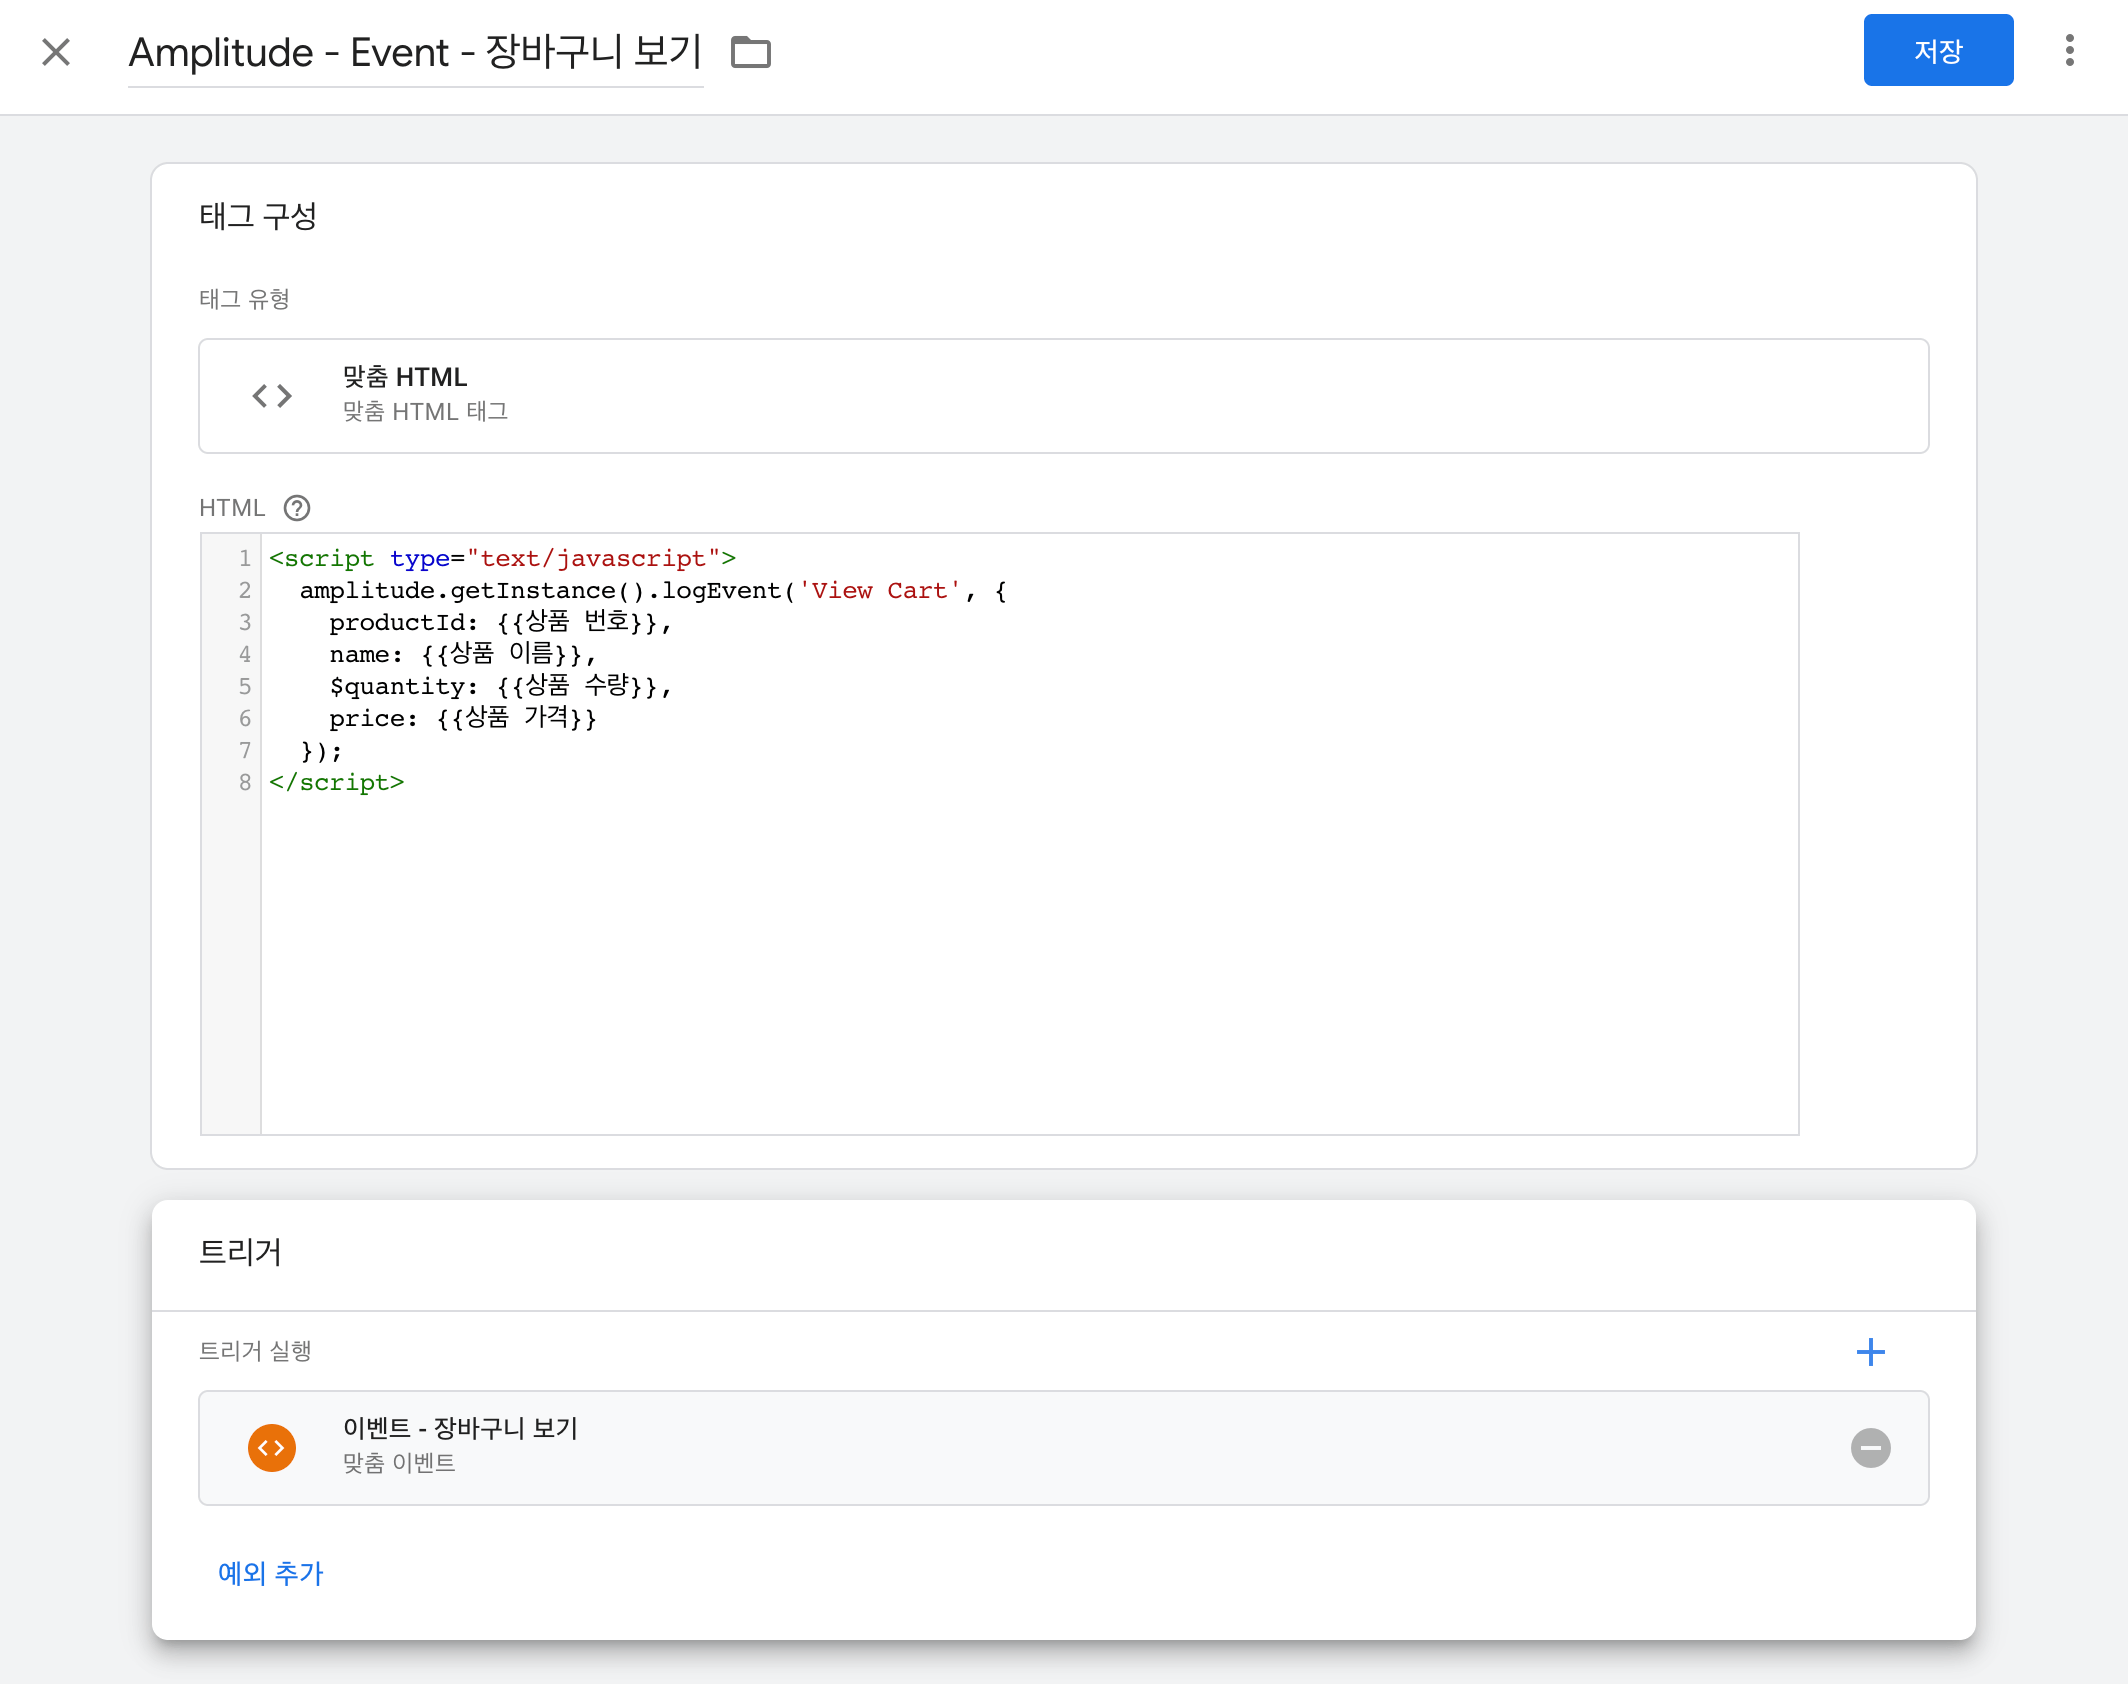 Amplitude - Event - 장바구니 보기
저장
태그 구성
태그 유형
맞춤 HTML
맞춤 HTML 태그
HTML
1 <script type="text/javascript">
2   amplitude.getInstance().logEvent('View Cart', {
3     productId: {{상품 번호}},
4     name: {{상품 이름}},
5     $quantity: {{상품 수량}},
6     price: {{상품 가격}}
7   });
8 </script>
트리거
트리거 실행
이벤트 - 장바구니 보기
맞춤 이벤트
예외 추가